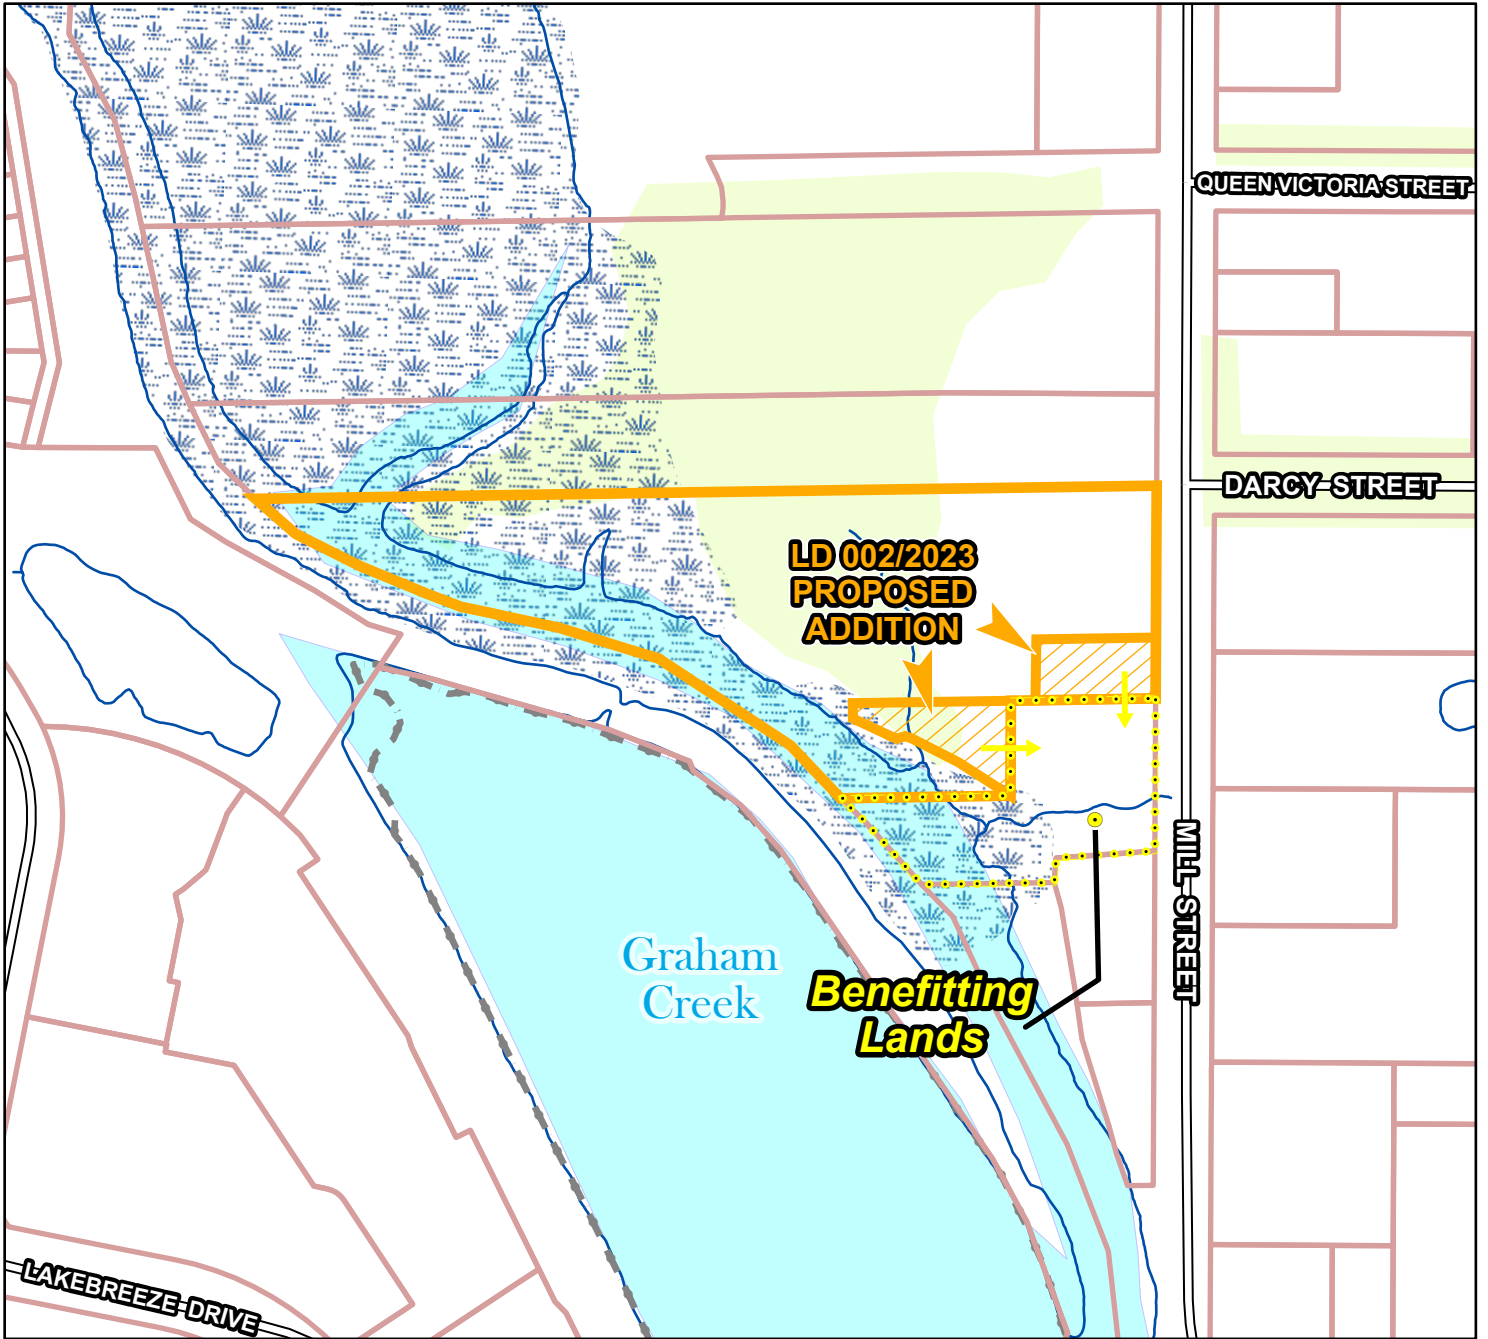 QUEEN VICTORIA STREET
DARCY STREET
LD 002/2023
PROPOSED
ADDITION
MILL STREET
Graham
Creek
Benefitting
Lands
LAKEBREEZE DRIVE